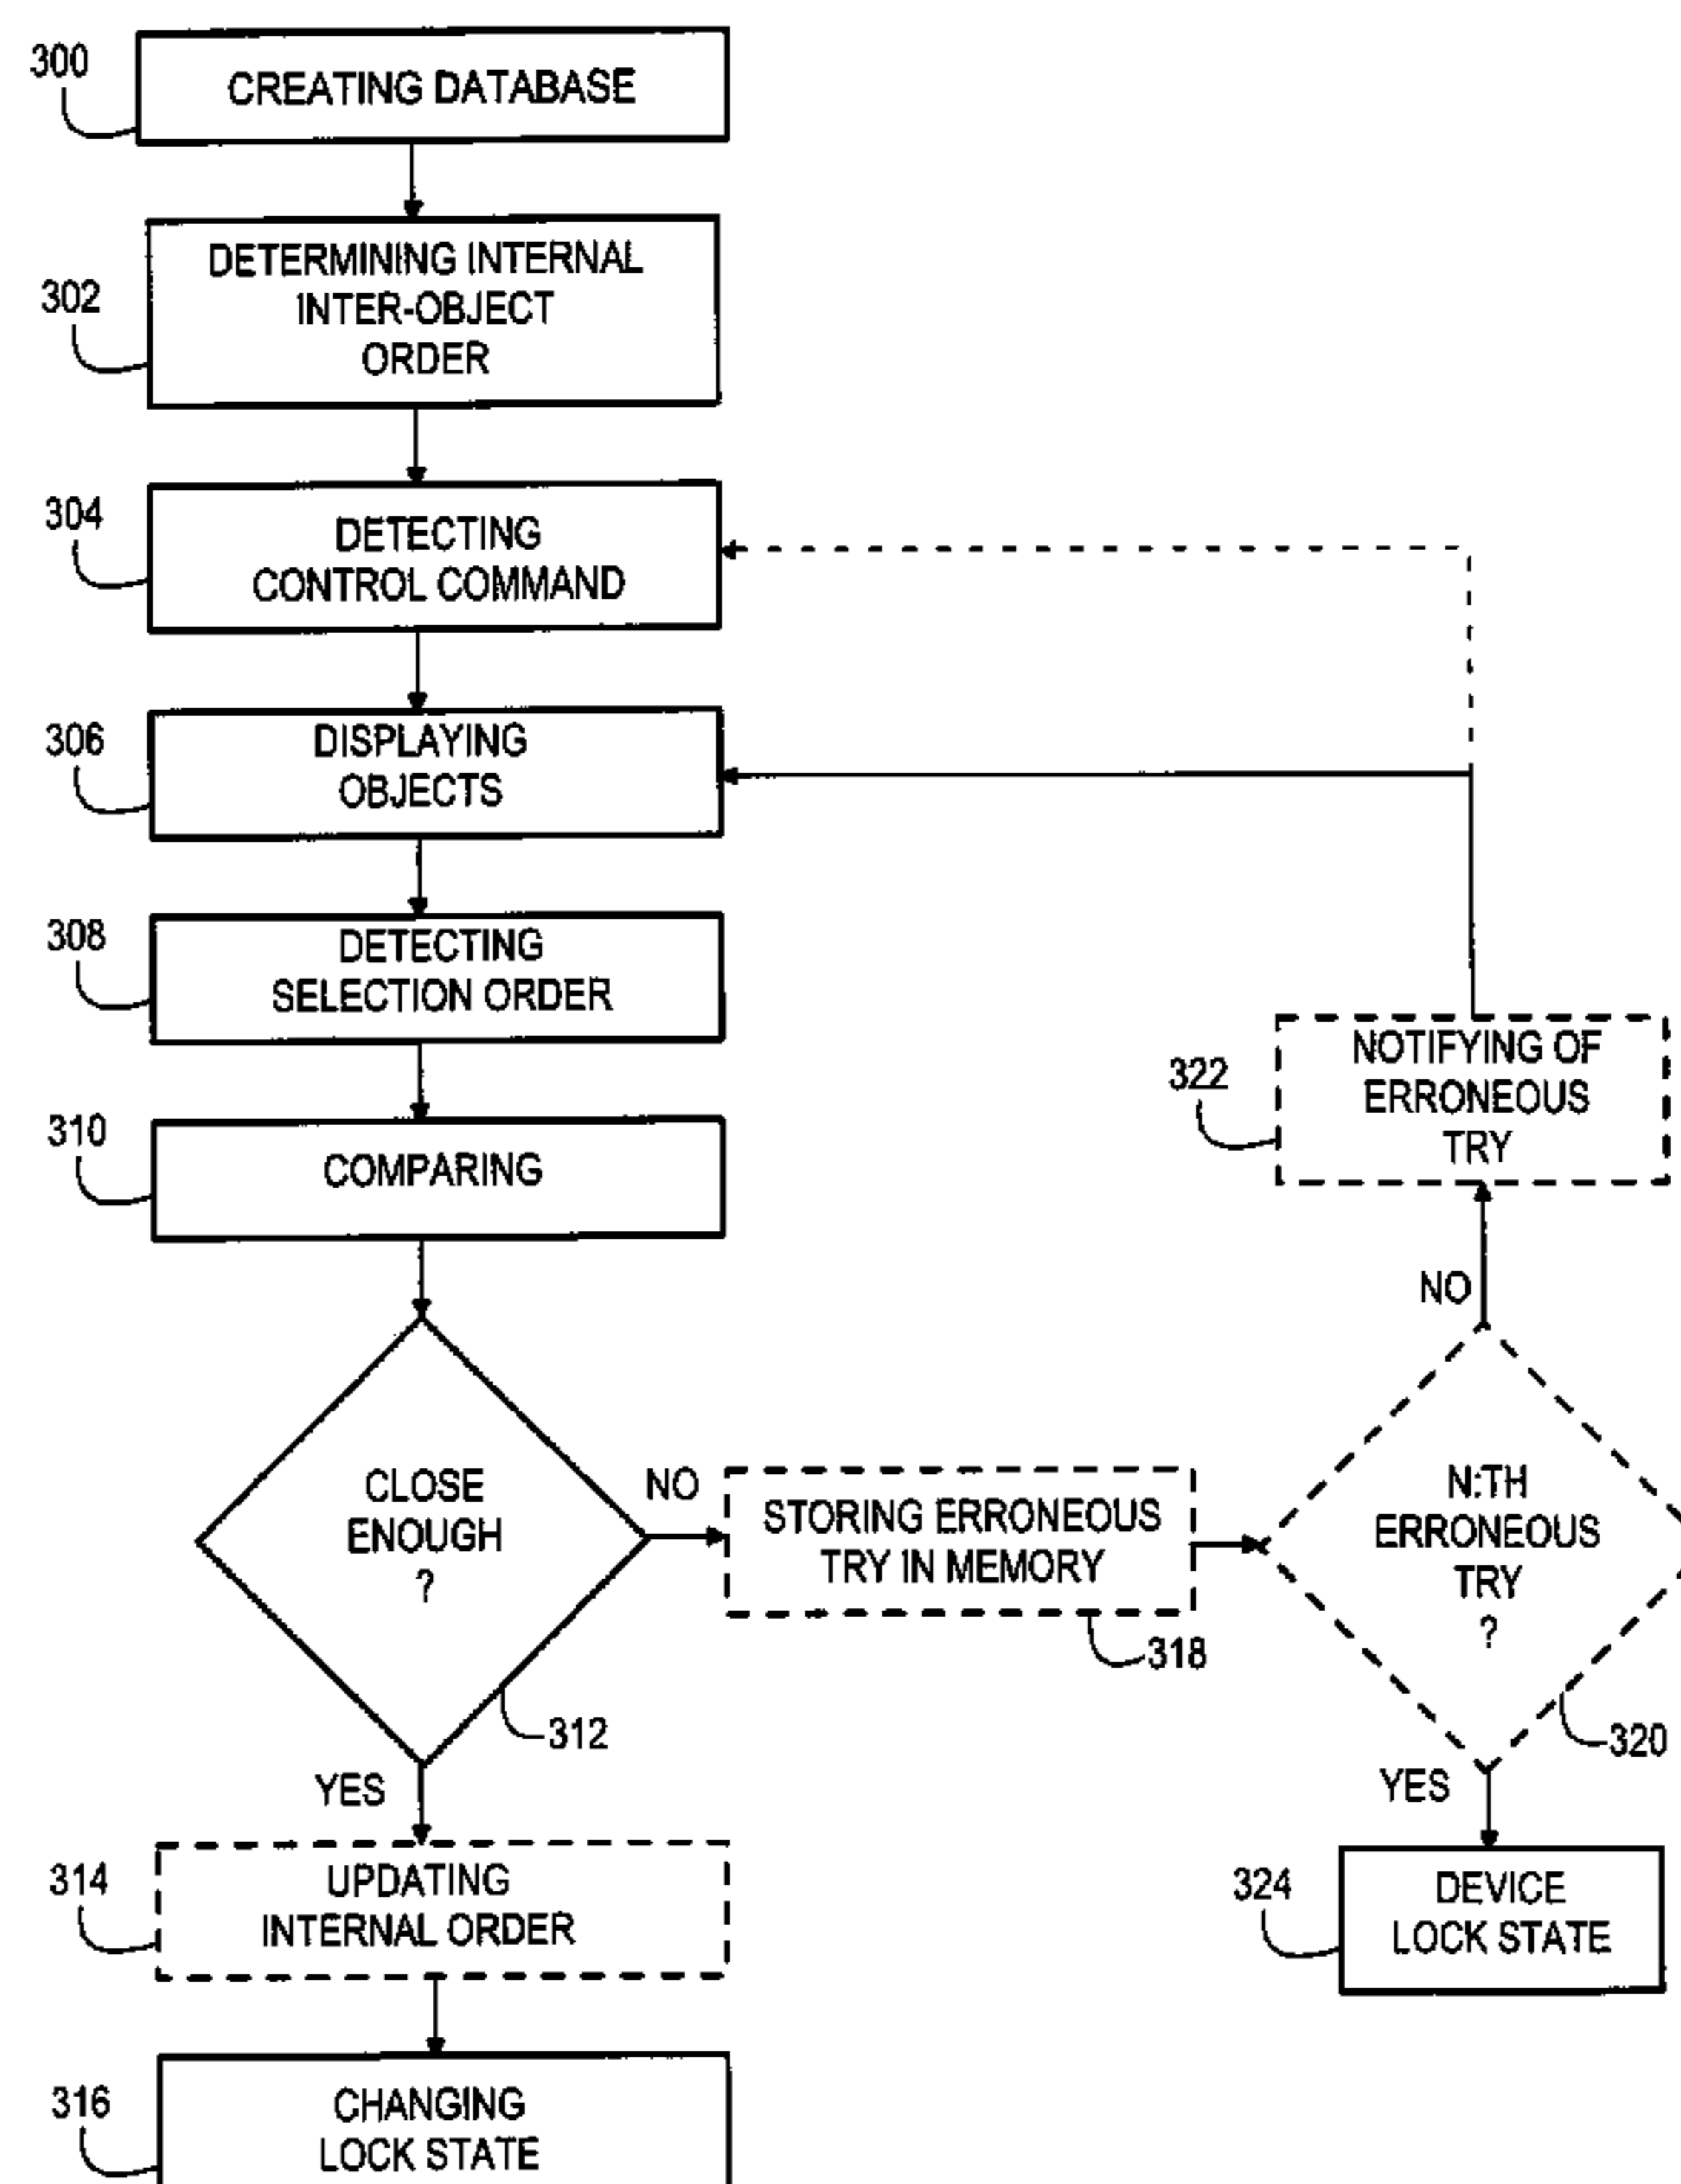 300
CREATING DATABASE
302
DETERMINING INTERNAL
INTER-OBJECT
ORDER
304
DETECTING
CONTROL COMMAND
306
DISPLAYING
OBJECTS
308
DETECTING
SELECTION ORDER
310
COMPARING
322
NOTIFYING OF
ERRONEOUS
TRY
NO
CLOSE
ENOUGH
?
312
NO
STORING ERRONEOUS
TRY IN MEMORY
318
N:TH
ERRONEOUS
TRY
?
320
YES
YES
314
UPDATING
INTERNAL ORDER
324
DEVICE
LOCK STATE
316
CHANGING
LOCK STATE